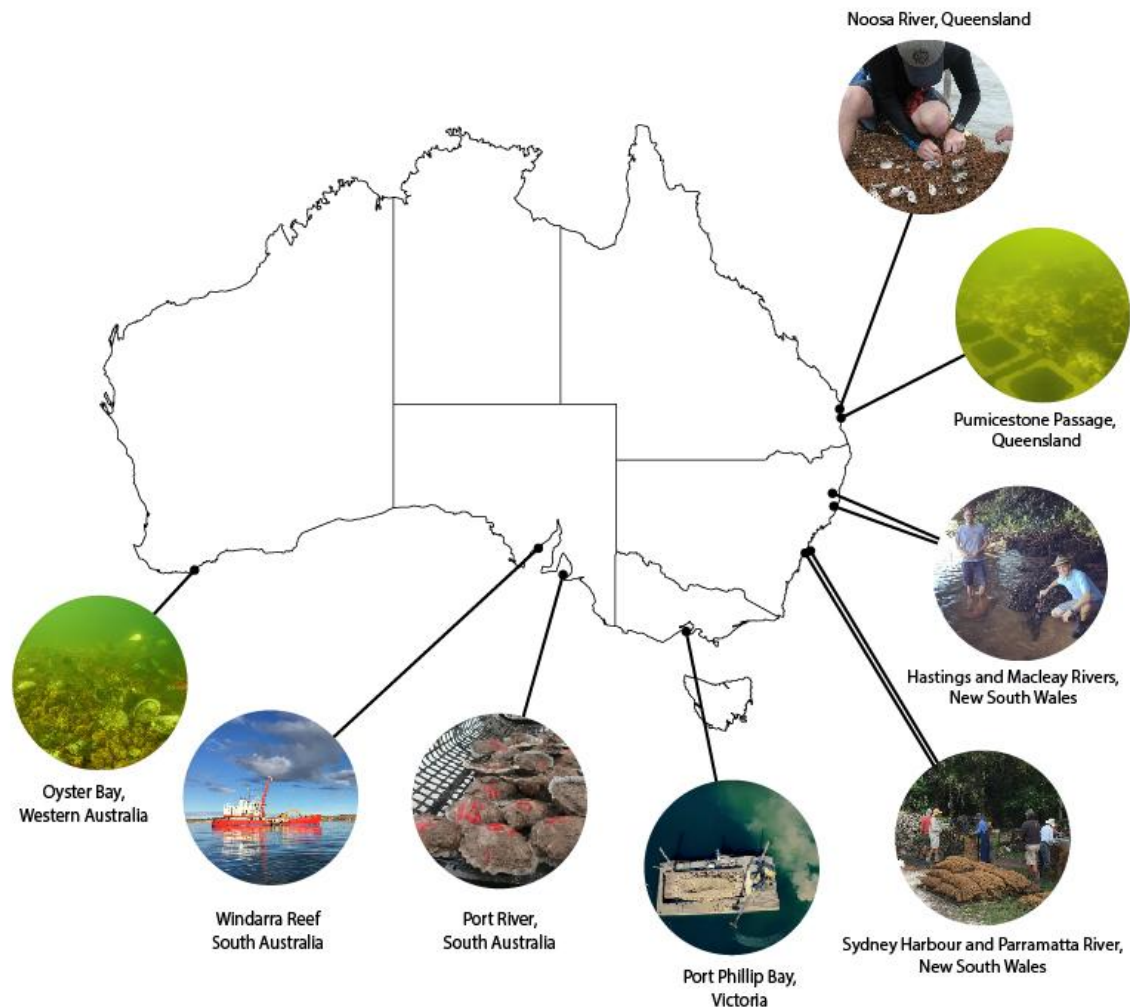 Noosa River, Queensland
Pumicestone Passage,
Queensland
Hastings and Macleay Rivers,
New South Wales
Oyster Bay,
Western Australia
Windarra Reef
South Australia
Port River,
South Australia
Port Phillip Bay,
Victoria
Sydney Harbour and Parramatta River,
New South Wales